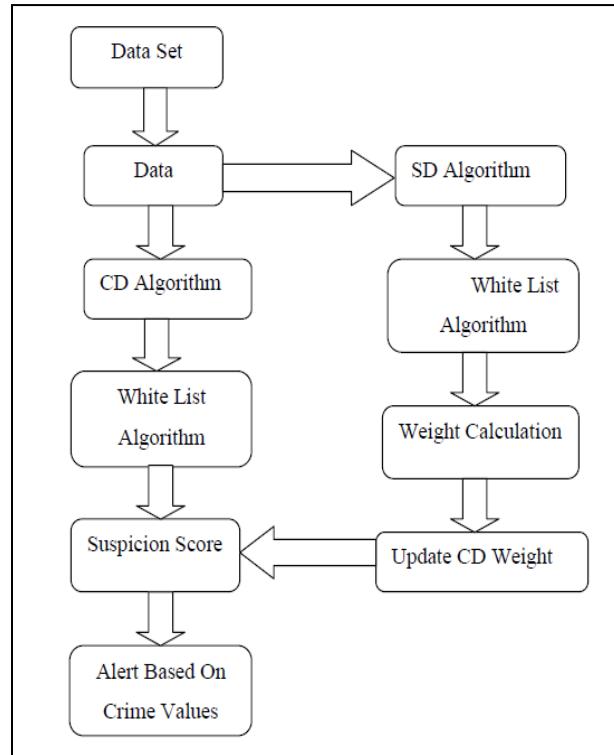 Data Set
Data
SD Algorithm
CD Algorithm
White List
Algorithm
White List
Algorithm
Weight Calculation
Suspicion Score
Update CD Weight
Alert Based On
Crime Values